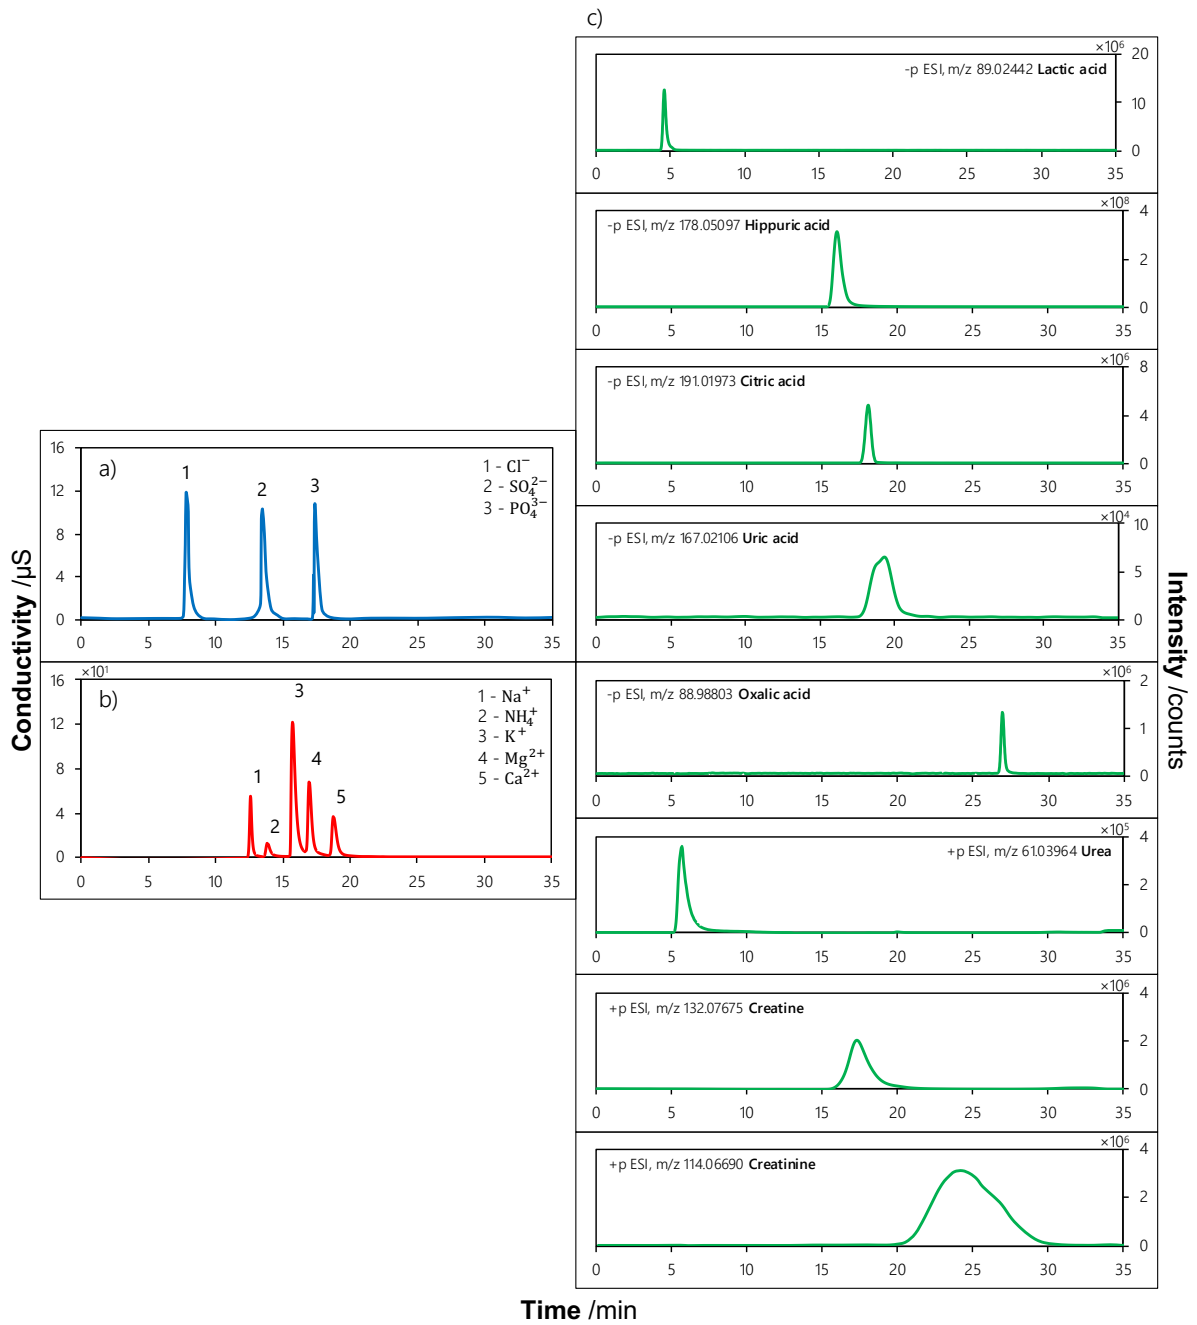 c)
×10⁶
20
-p ESI, m/z 89.02442 Lactic acid
10
0
0 5 10 15 20 25 30 35
×10⁸
4
-p ESI, m/z 178.05097 Hippuric acid
2
0
0 5 10 15 20 25 30 35
×10⁶
8
-p ESI, m/z 191.01973 Citric acid
4
0
0 5 10 15 20 25 30 35
×10⁴
10
-p ESI, m/z 167.02106 Uric acid
5
0
0 5 10 15 20 25 30 35
×10⁶
2
-p ESI, m/z 88.98803 Oxalic acid
1
0
0 5 10 15 20 25 30 35
×10⁵
4
+p ESI, m/z 61.03964 Urea
2
0
0 5 10 15 20 25 30 35
×10⁶
4
+p ESI, m/z 132.07675 Creatine
2
0
0 5 10 15 20 25 30 35
×10⁶
4
+p ESI, m/z 114.06690 Creatinine
2
0
0 5 10 15 20 25 30 35
Intensity /counts
Conductivity /µS
16
a)
1
2
3
1 - Cl⁻
2 - SO₄²⁻
3 - PO₄³⁻
12
8
4
0
0 5 10 15 20 25 30 35
×10¹
16
b)
3
1 - Na⁺
2 - NH₄⁺
3 - K⁺
4 - Mg²⁺
5 - Ca²⁺
12
4
1
8
5
2
4
0
0 5 10 15 20 25 30 35
Time /min